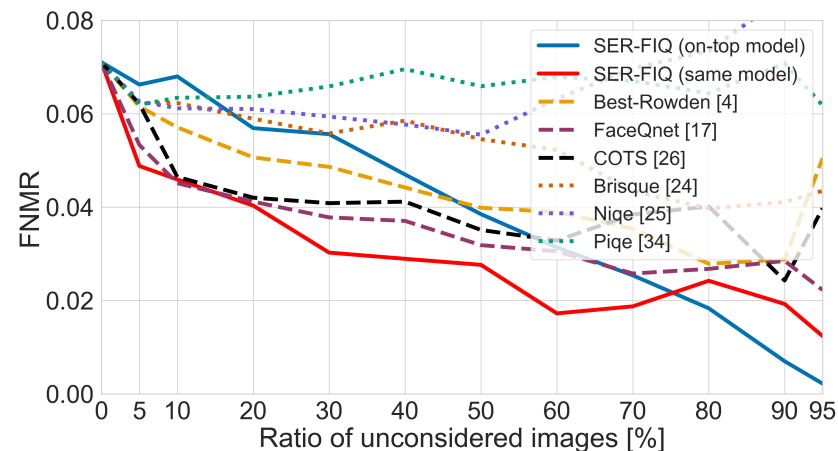 0.08
0.06
0.04
0.02
0.00
FNMR
SER-FIQ (on-top model)
SER-FIQ (same model)
Best-Rowden [4]
FaceQnet [17]
COTS [26]
Brisque [24]
Niqe [25]
Piqe [34]
0 5 10 20 30 40 50 60 70 80 90 95
Ratio of unconsidered images [%]